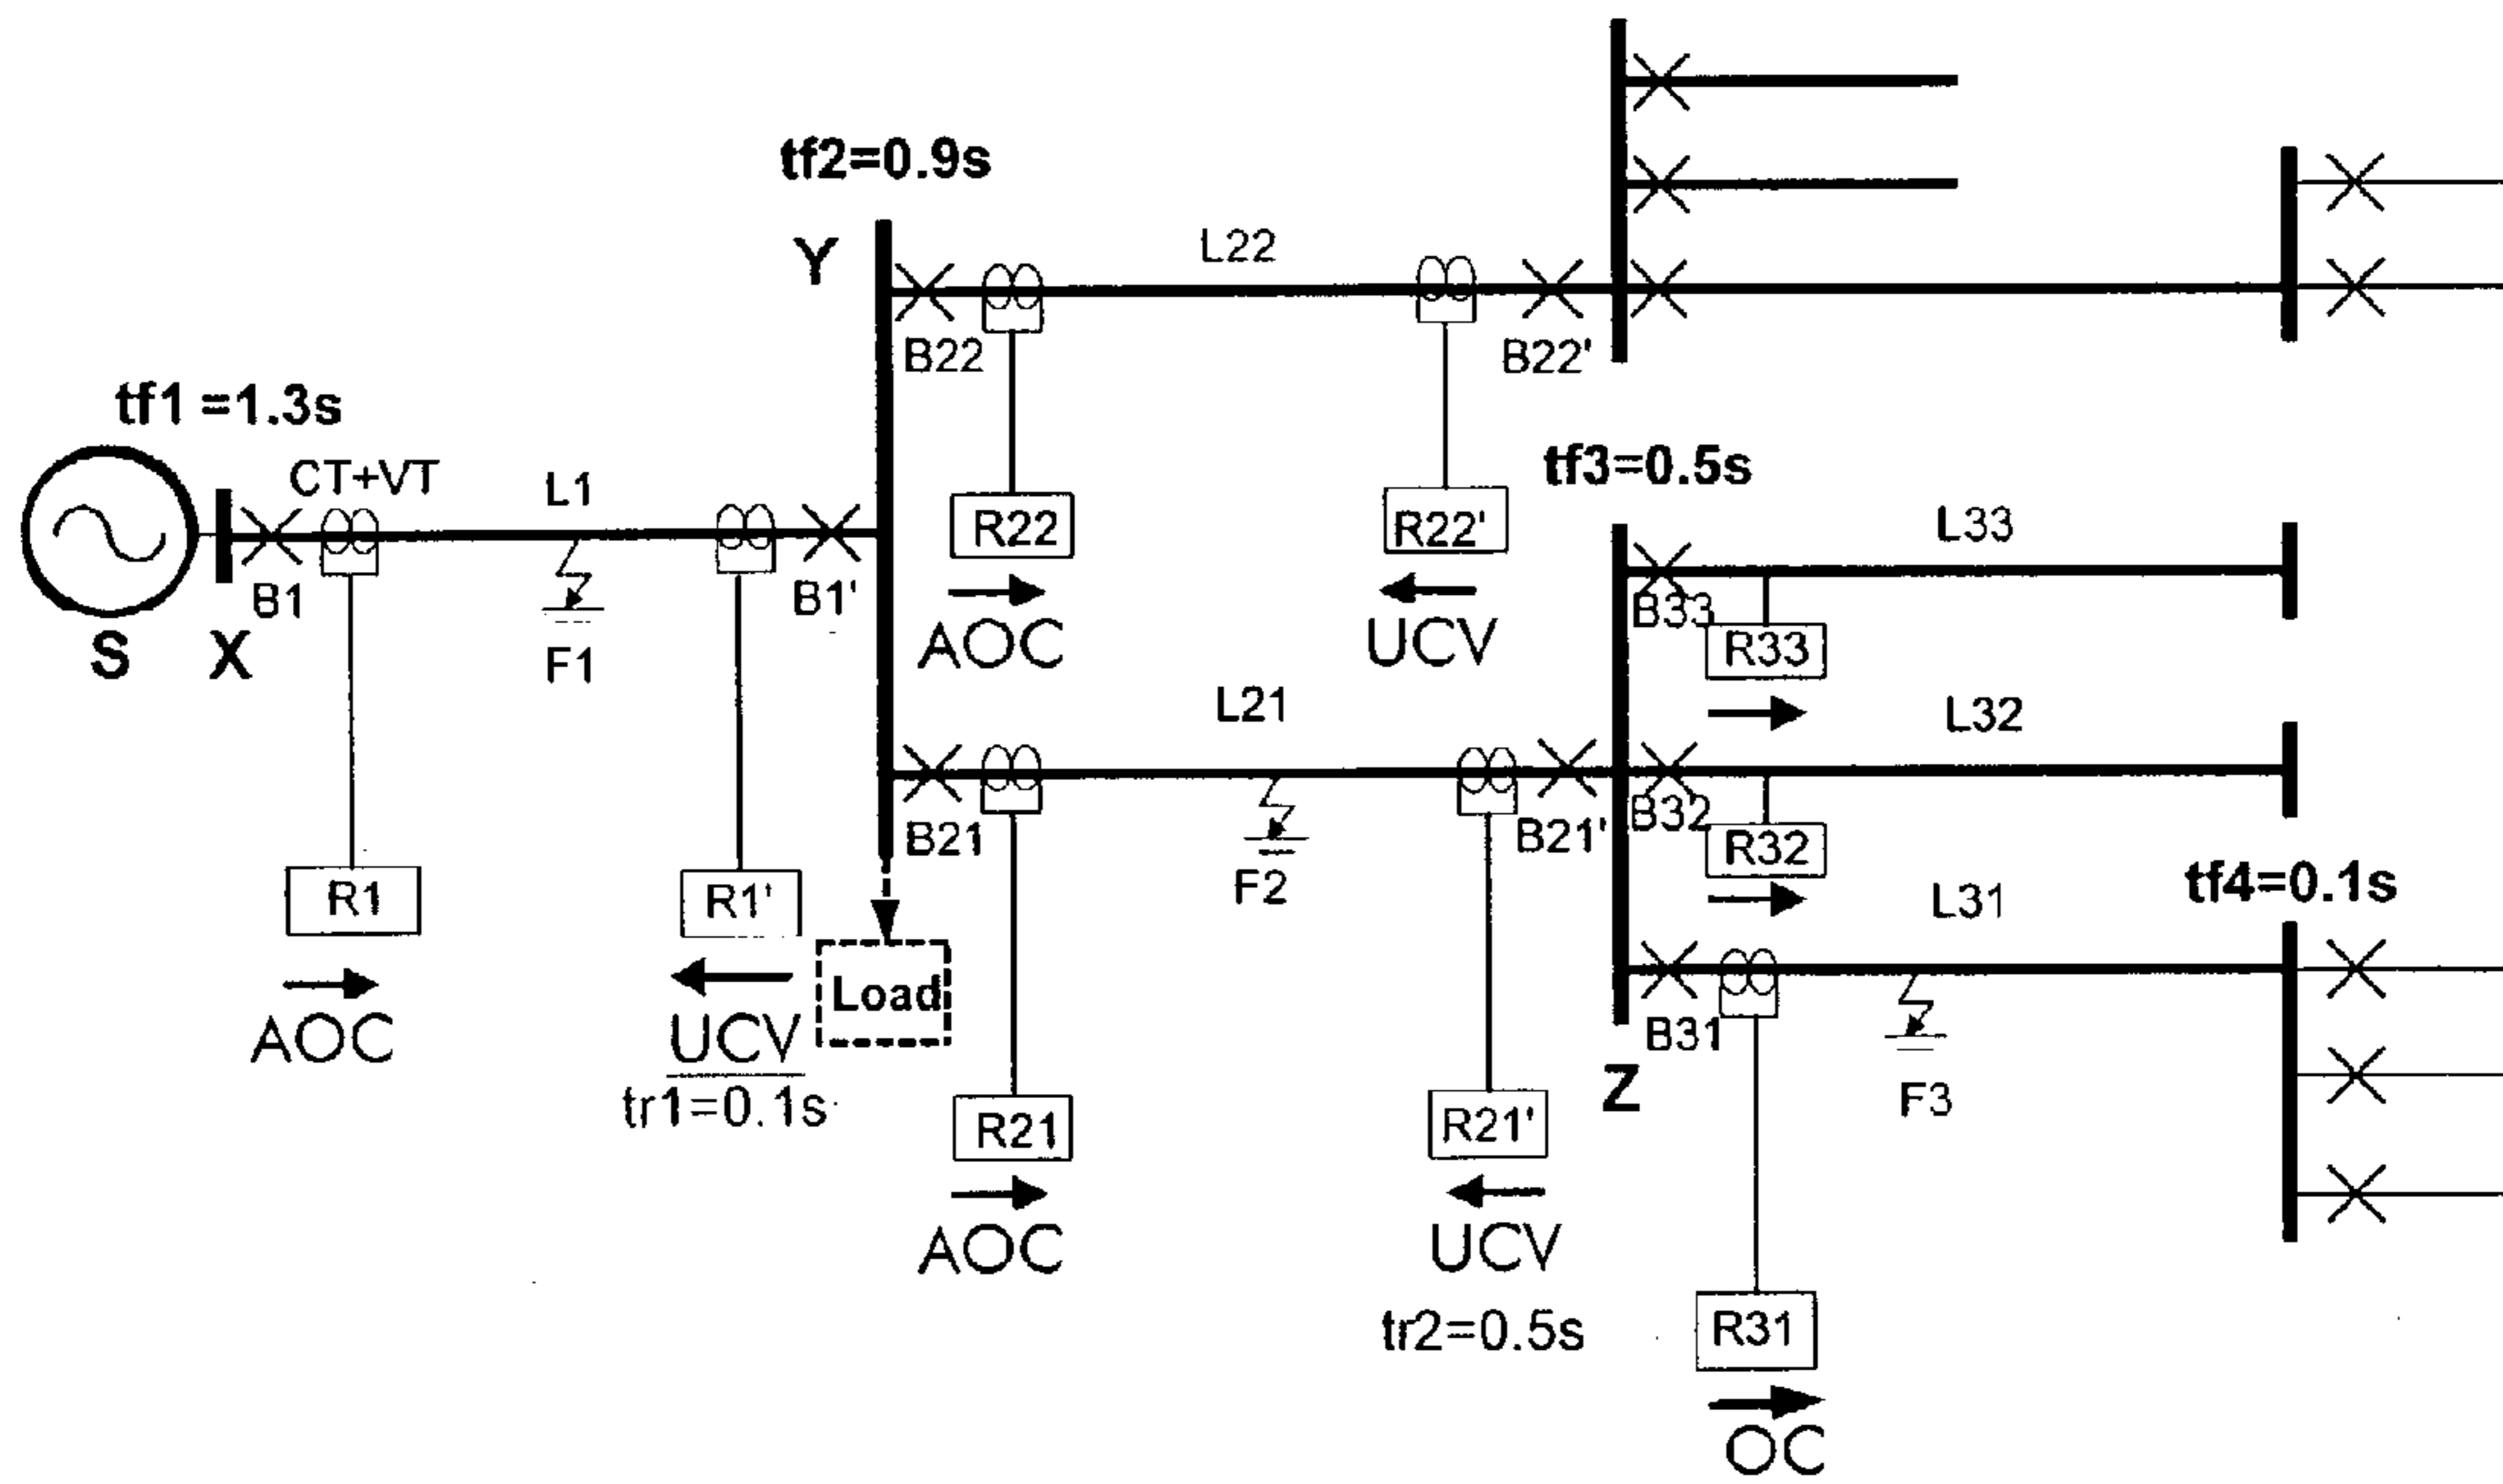 tf2=0.9s
Y
L22
B22
B22'
tf1=1.3s
CT+VT
L1
tf3=0.5s
R22
R22'
L33
B1
B1'
B33
S
X
F1
AOC
UCV
R33
L21
L32
B21
B21'
B32
R32
tf4=0.1s
R1
R1'
F2
L31
AOC
UCV
Load
tr1=0.1s
B31
Z
F3
R21
R21'
AOC
UCV
tr2=0.5s
R31
OC